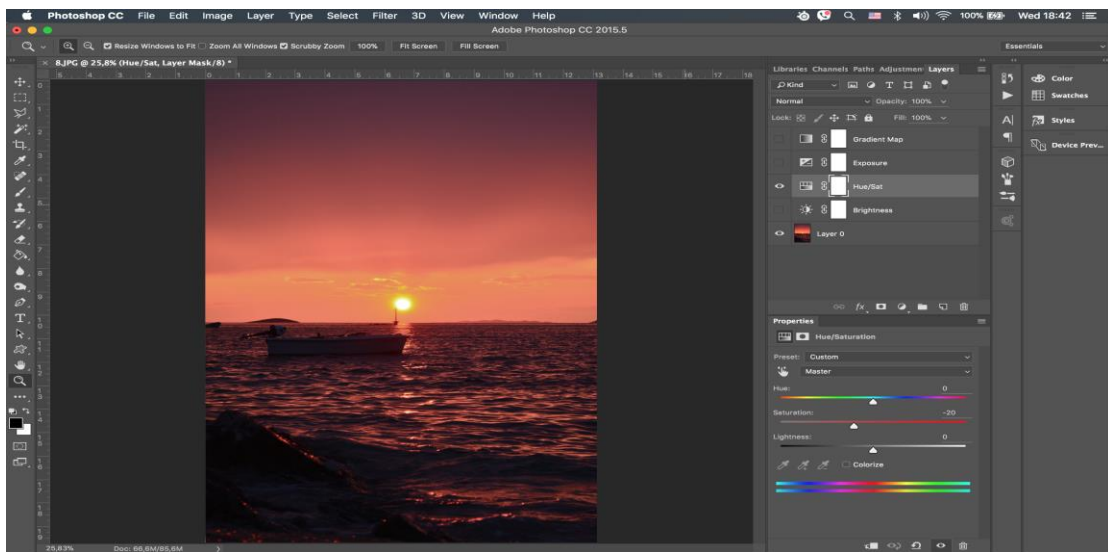 Photoshop CC File Edit Image Layer Type Select Filter 3D View Window Help 100% Wed 18:42
Adobe Photoshop CC 2015.5
Resize Windows to Fit Zoom All Windows Scrubby Zoom 100% Fit Screen Fill Screen Essentials
× 8.JPG @ 25,8% (Hue/Sat, Layer Mask/8) *
Libraries Channels Paths Adjustmen Layers
Kind
Normal Opacity: 100%
Lock: Fill: 100%
Gradient Map
Exposure
Hue/Sat
Brightness
Layer 0
fx
Color
Swatches
Styles
Device Prev...
Properties
Hue/Saturation
Preset: Custom
Master
Hue: 0
Saturation: -20
Lightness: 0
Colorize
25,83% Doc: 66,6M/85,6M